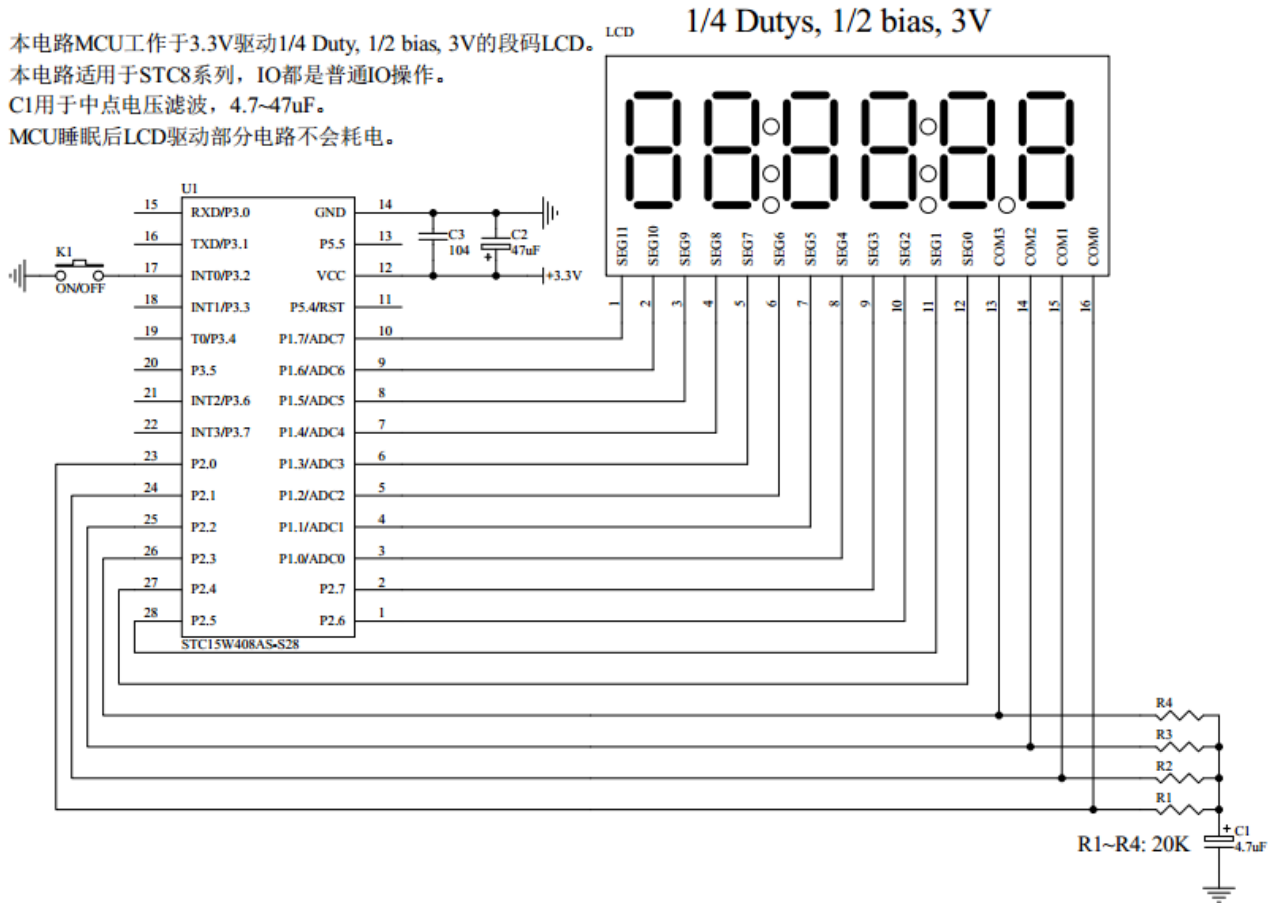 1/4 Dutys, 1/2 bias, 3V
本电路MCU工作于3.3V驱动1/4 Duty, 1/2 bias, 3V的段码LCD。
本电路适用于STC8系列，IO都是普通IO操作。
C1用于中点电压滤波，4.7~47uF。
MCU睡眠后LCD驱动部分电路不会耗电。
LCD
SEG11 SEG10 SEG9 SEG8 SEG7 SEG6 SEG5 SEG4 SEG3 SEG2 SEG1 SEG0 COM3 COM2 COM1 COM0
1 2 3 4 5 6 7 8 9 10 11 12 13 14 15 16
U1
15 RXD/P3.0 GND 14
16 TXD/P3.1 P5.5 13
17 INT0/P3.2 VCC 12
18 INT1/P3.3 P5.4/RST 11
19 T0/P3.4 P1.7/ADC7 10
20 P3.5 P1.6/ADC6 9
21 INT2/P3.6 P1.5/ADC5 8
22 INT3/P3.7 P1.4/ADC4 7
23 P2.0 P1.3/ADC3 6
24 P2.1 P1.2/ADC2 5
25 P2.2 P1.1/ADC1 4
26 P2.3 P1.0/ADC0 3
27 P2.4 P2.7 2
28 P2.5 P2.6 1
STC15W408AS-S28
K1
ON/OFF
C3
104
C2
47uF
+
+3.3V
R4
R3
R2
R1
R1~R4: 20K
+ C1
4.7uF